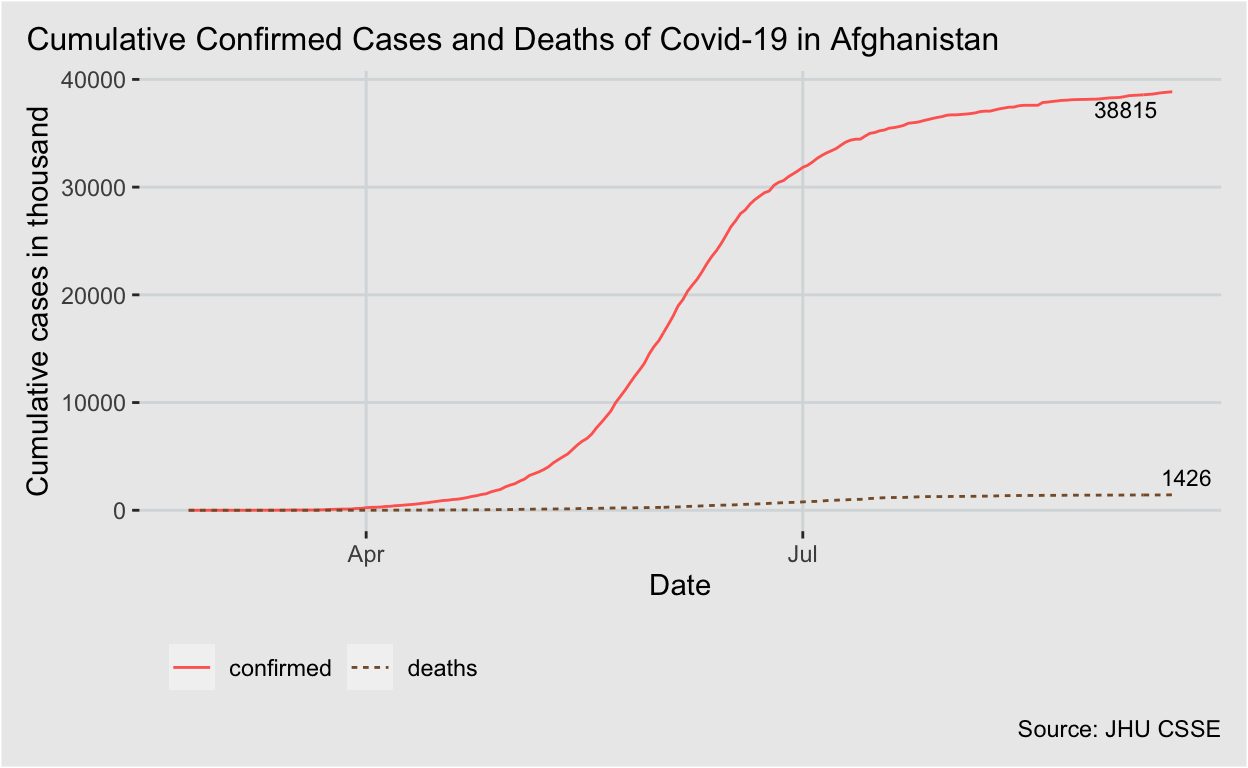 Cumulative Confirmed Cases and Deaths of Covid-19 in Afghanistan
Cumulative cases in thousand
40000
30000
20000
10000
0
38815
1426
Apr
Jul
Date
confirmed
deaths
Source: JHU CSSE